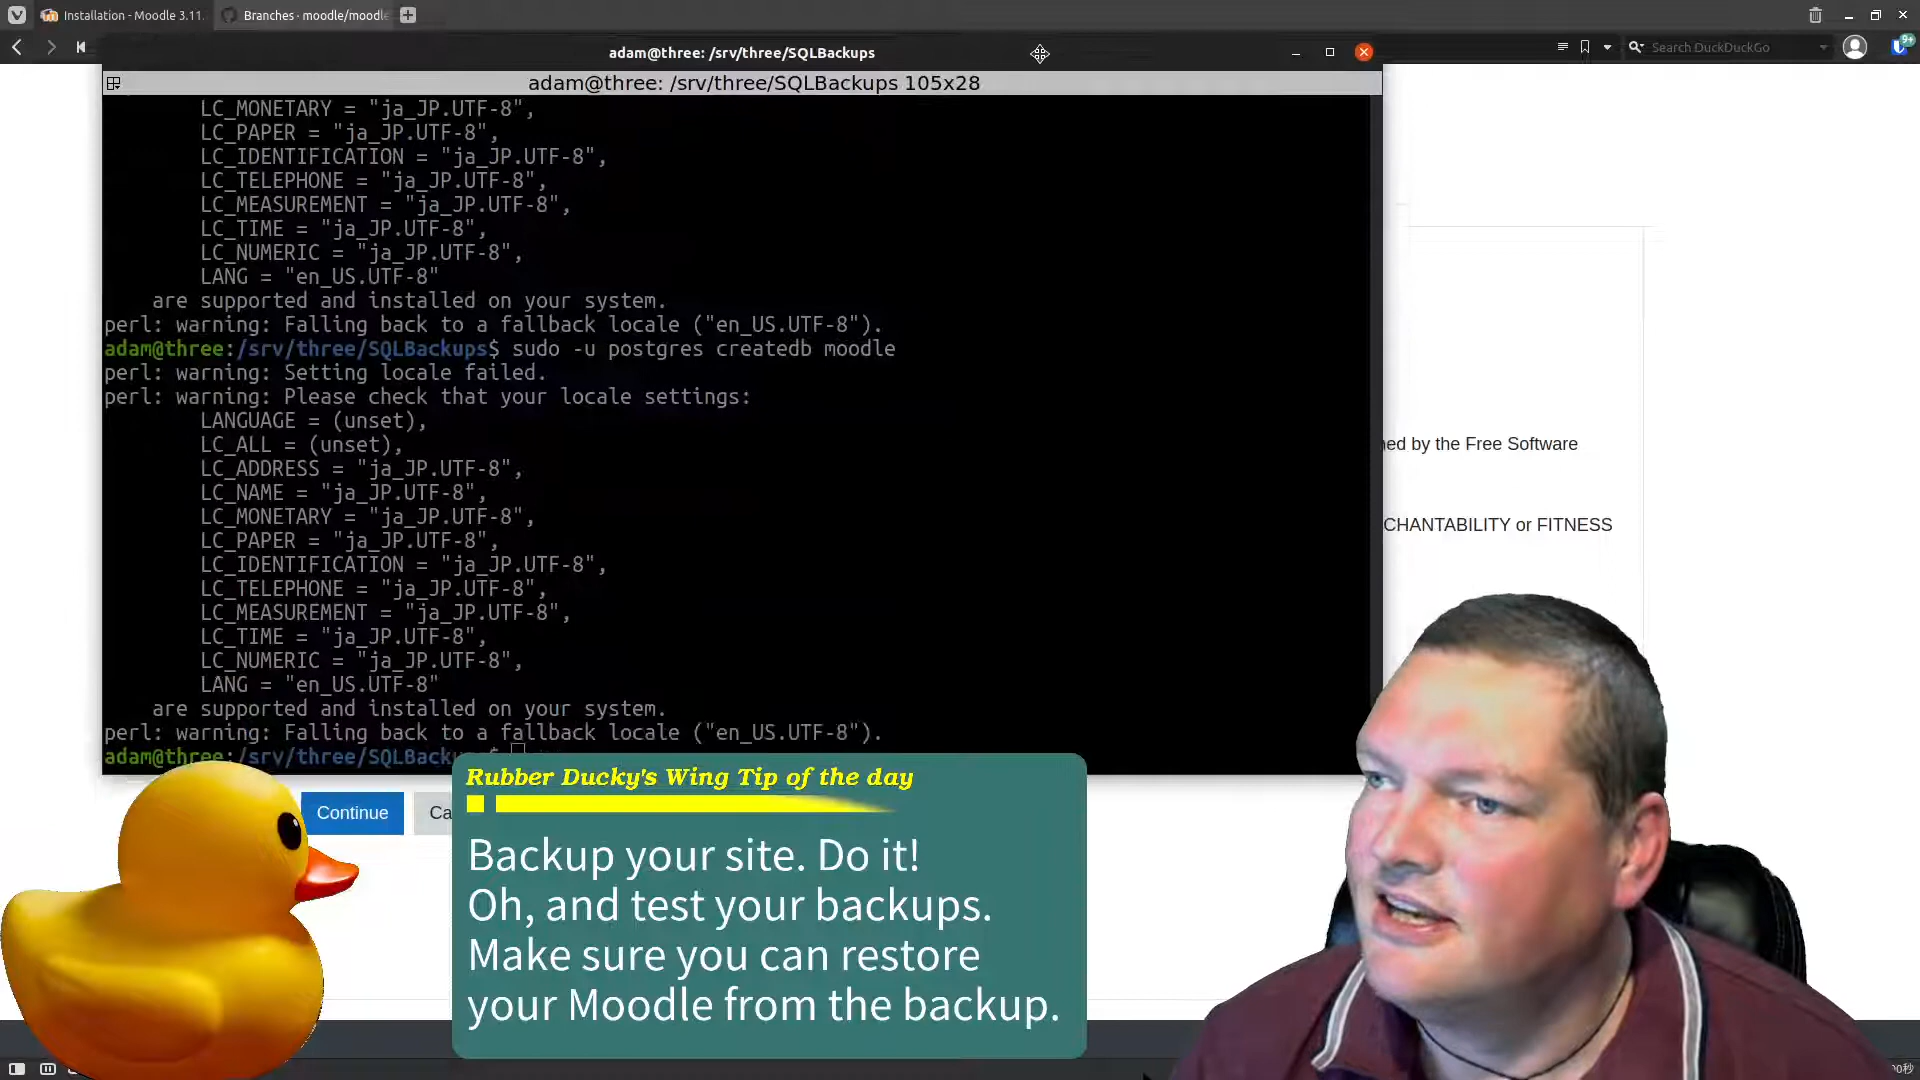 Installation - Moodle 3.11.
Branches · moodle/moodle
adam@three: /srv/three/SQLBackups
Search DuckDuckGo
9+
adam@three: /srv/three/SQLBackups 105x28
LC_MONETARY = "ja_JP.UTF-8",
LC_PAPER = "ja_JP.UTF-8",
LC_IDENTIFICATION = "ja_JP.UTF-8",
LC_TELEPHONE = "ja_JP.UTF-8",
LC_MEASUREMENT = "ja_JP.UTF-8",
LC_TIME = "ja_JP.UTF-8",
LC_NUMERIC = "ja_JP.UTF-8",
LANG = "en_US.UTF-8"
are supported and installed on your system.
perl: warning: Falling back to a fallback locale ("en_US.UTF-8").
adam@three:/srv/three/SQLBackups$ sudo -u postgres createdb moodle
perl: warning: Setting locale failed.
perl: warning: Please check that your locale settings:
LANGUAGE = (unset),
LC_ALL = (unset),
LC_ADDRESS = "ja_JP.UTF-8",
LC_NAME = "ja_JP.UTF-8",
LC_MONETARY = "ja_JP.UTF-8",
LC_PAPER = "ja_JP.UTF-8",
LC_IDENTIFICATION = "ja_JP.UTF-8",
LC_TELEPHONE = "ja_JP.UTF-8",
LC_MEASUREMENT = "ja_JP.UTF-8",
LC_TIME = "ja_JP.UTF-8",
LC_NUMERIC = "ja_JP.UTF-8",
LANG = "en_US.UTF-8"
are supported and installed on your system.
perl: warning: Falling back to a fallback locale ("en_US.UTF-8").
adam@three:/srv/three/SQLBackups$
ned by the Free Software
CHANTABILITY or FITNESS
Continue
Ca
Rubber Ducky's Wing Tip of the day
Backup your site. Do it!
Oh, and test your backups.
Make sure you can restore
your Moodle from the backup.